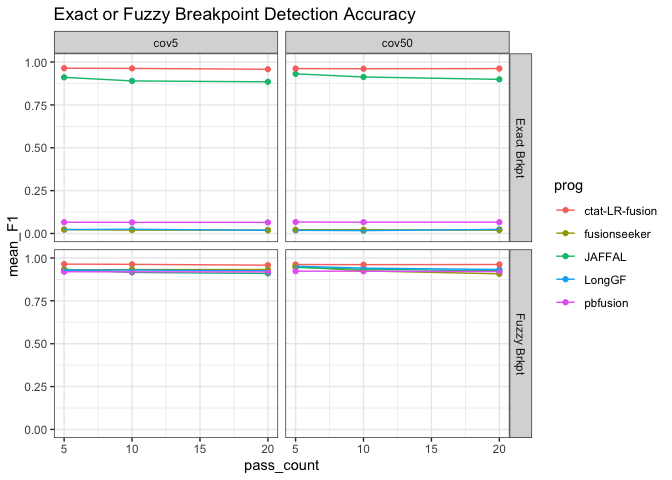 Exact or Fuzzy Breakpoint Detection Accuracy
cov5
cov50
1.00
0.75
0.50
0.25
0.00
Exact Brkpt
1.00
0.75
0.50
0.25
0.00
Fuzzy Brkpt
mean_F1
5
10
15
20
5
10
15
20
pass_count
prog
ctat-LR-fusion
fusionseeker
JAFFAL
LongGF
pbfusion